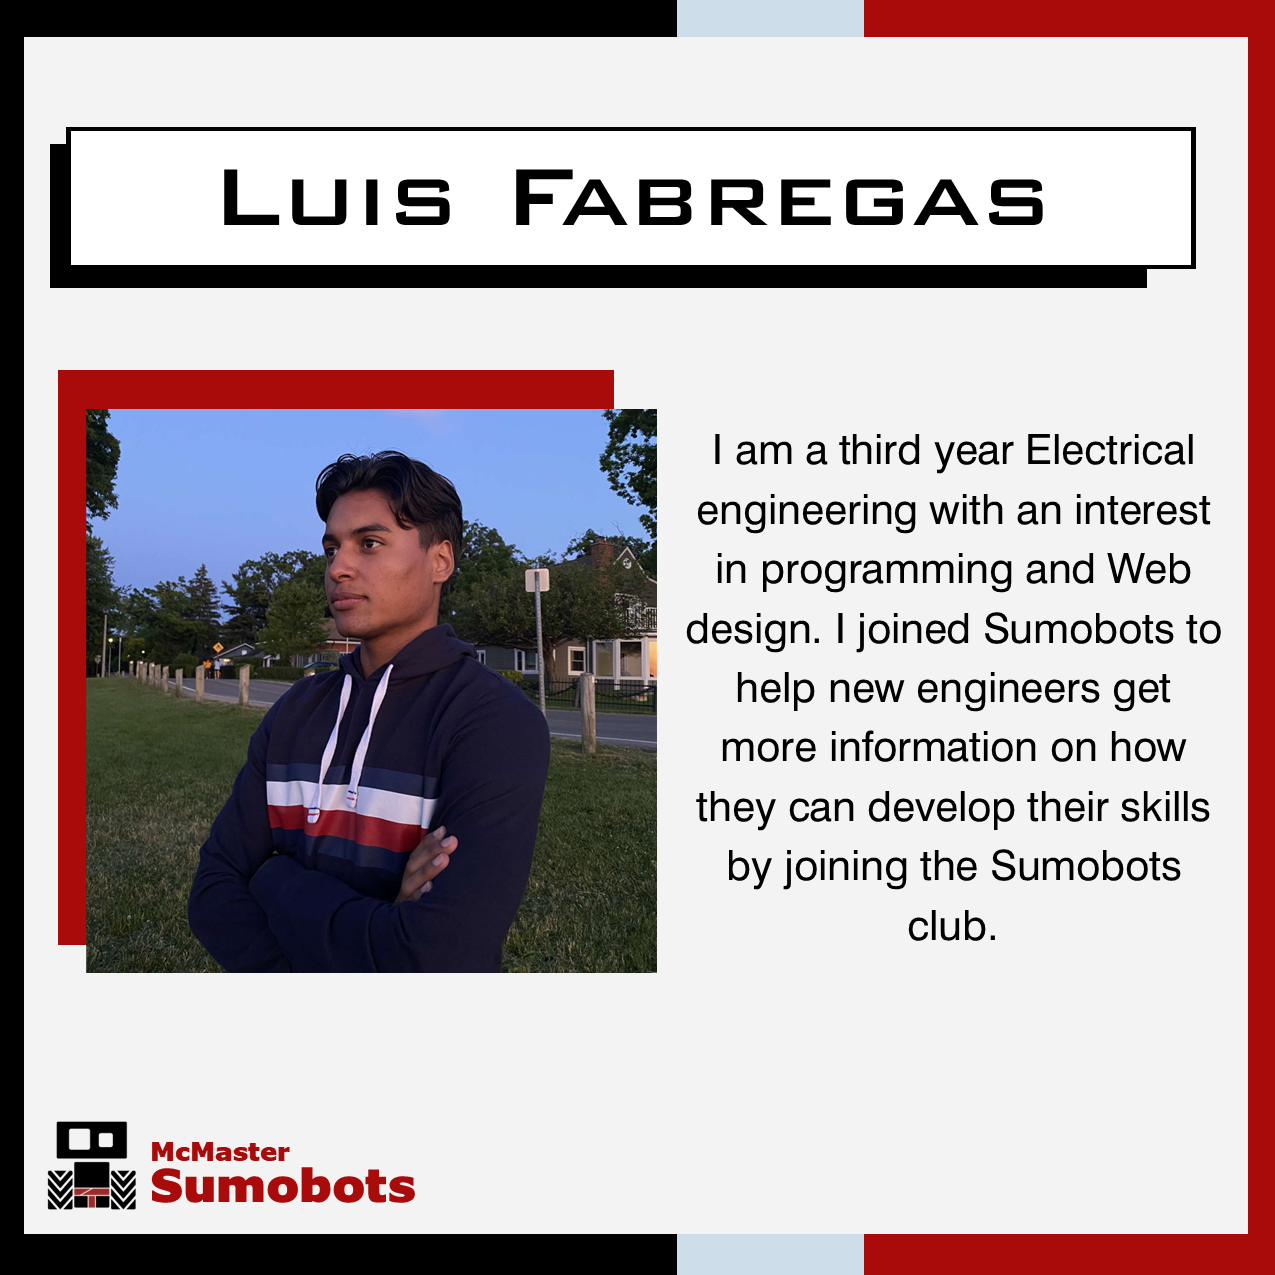 LUIS FABREGAS
I am a third year Electrical
engineering with an interest
in programming and Web
design. I joined Sumobots to
help new engineers get
more information on how
they can develop their skills
by joining the Sumobots
club.
McMaster
Sumobots